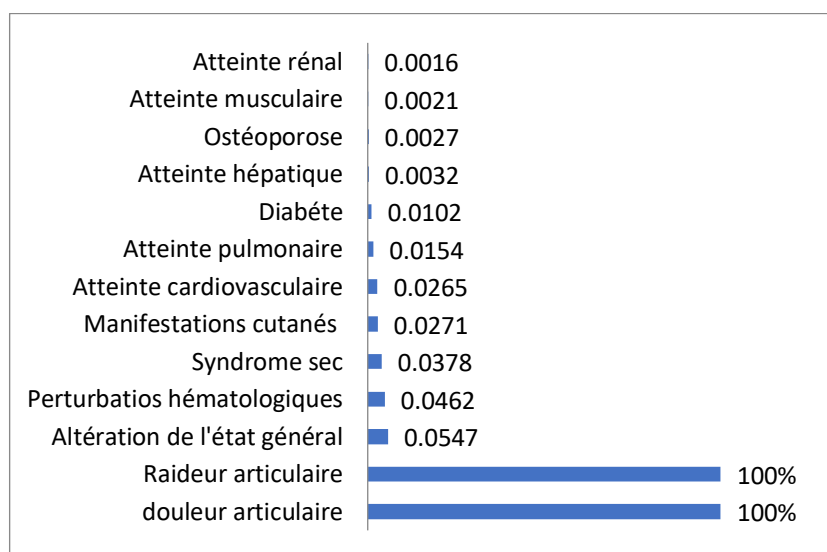 Atteinte rénal 0.0016
Atteinte musculaire 0.0021
Ostéoporose 0.0027
Atteinte hépatique 0.0032
Diabéte 0.0102
Atteinte pulmonaire 0.0154
Atteinte cardiovasculaire 0.0265
Manifestations cutanés 0.0271
Syndrome sec 0.0378
Perturbatios hématologiques 0.0462
Altération de l'état général 0.0547
Raideur articulaire 100%
douleur articulaire 100%